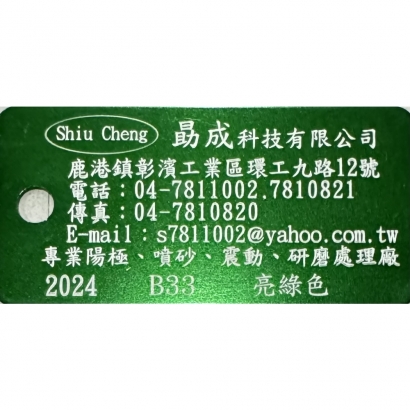 Shiu Cheng 勗成科技有限公司
鹿港鎮彰濱工業區環工九路12號
電話：04-7811002.7810821
傳真：04-7810820
E-mail：s7811002@yahoo.com.tw
專業陽極、噴砂、震動、研磨處理廠
2024 B33 亮綠色